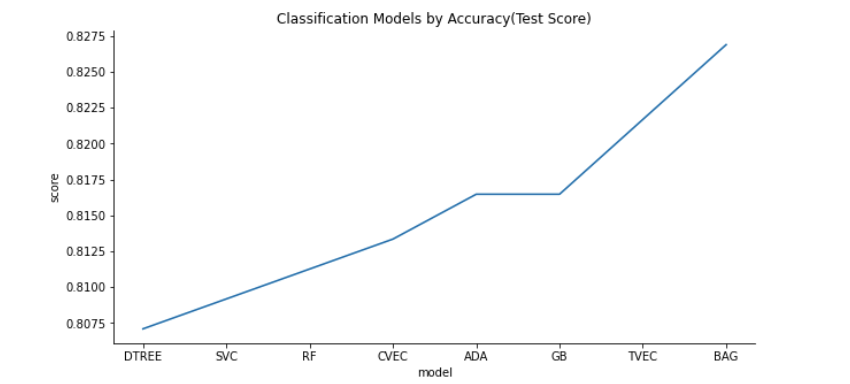 Classification Models by Accuracy(Test Score)
0.8275
0.8250
0.8225
0.8200
0.8175
0.8150
0.8125
0.8100
0.8075
score
DTREE SVC RF CVEC ADA GB TVEC BAG
model